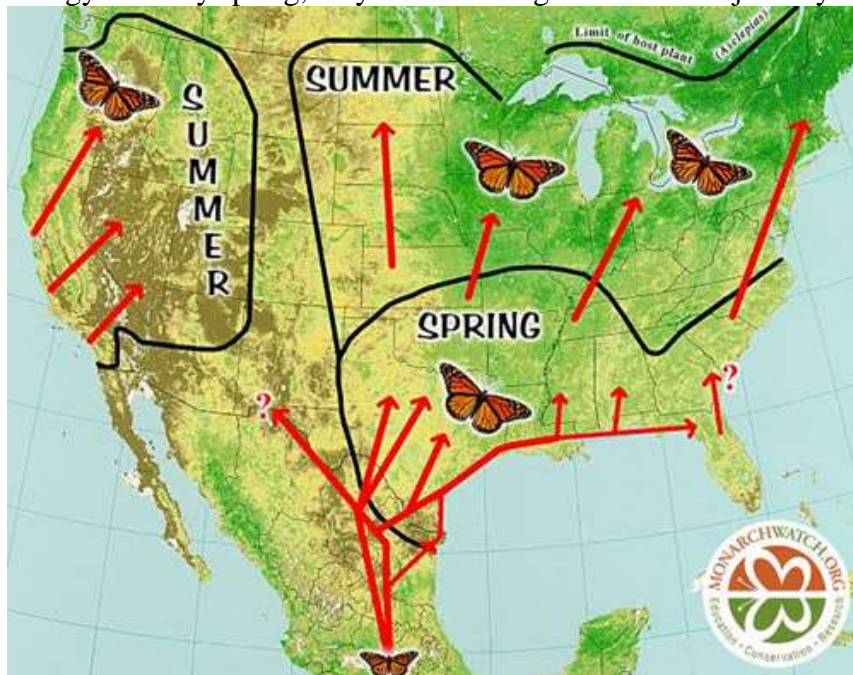 Limit of host plant (Asclepias)
SUMMER
SUMMER
SPRING
?
?
MONARCHWATCH.ORG
Education • Conservation • Research